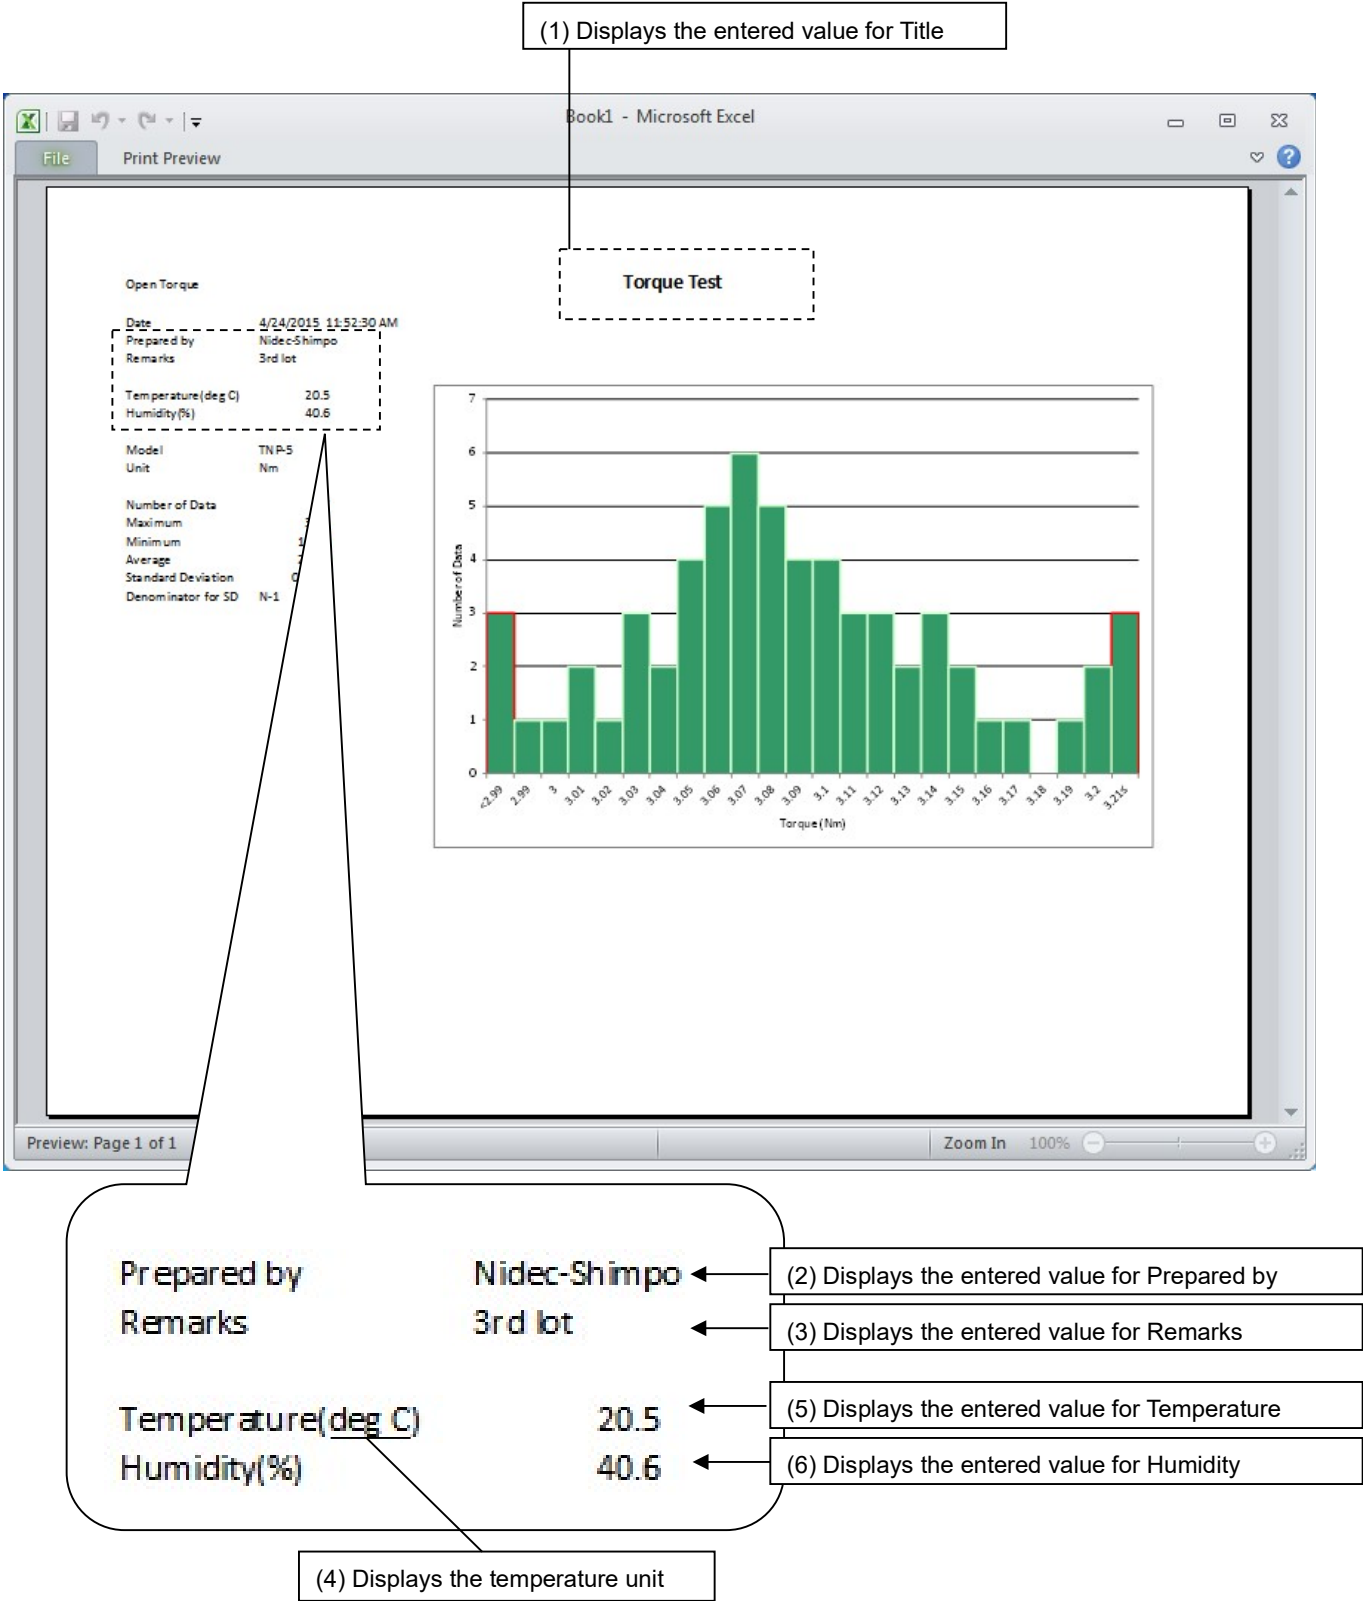 (1) Displays the entered value for Title
Book1 - Microsoft Excel
File
Print Preview
Torque Test
Open Torque
Date 4/24/2015 11:52:30 AM
Prepared by Nidec-Shimpo
Remarks 3rd lot
Temperature(deg C) 20.5
Humidity(%) 40.6
Model TNP-5
Unit Nm
Number of Data
Maximum 3
Minimum 1
Average 2
Standard Deviation 0
Denominator for SD N-1
7
6
5
4
3
2
1
0
Number of Data
<2.99 2.99 3 3.01 3.02 3.03 3.04 3.05 3.06 3.07 3.08 3.09 3.1 3.11 3.12 3.13 3.14 3.15 3.16 3.17 3.18 3.19 3.2 3.21≤
Torque(Nm)
Preview: Page 1 of 1
Zoom In 100%
Prepared by Nidec-Shimpo
(2) Displays the entered value for Prepared by
Remarks 3rd lot
(3) Displays the entered value for Remarks
Temperature(deg C) 20.5
(5) Displays the entered value for Temperature
Humidity(%) 40.6
(6) Displays the entered value for Humidity
(4) Displays the temperature unit